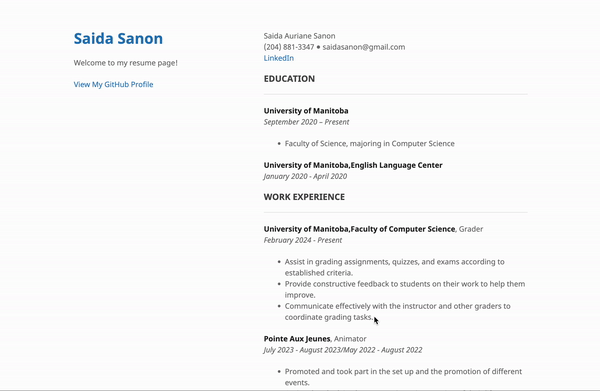 Saida Sanon
Welcome to my resume page!
View My GitHub Profile
Saida Auriane Sanon
(204) 881-3347 • saidasanon@gmail.com
LinkedIn
EDUCATION
University of Manitoba
September 2020 – Present
• Faculty of Science, majoring in Computer Science
University of Manitoba,English Language Center
January 2020 - April 2020
WORK EXPERIENCE
University of Manitoba,Faculty of Computer Science, Grader
February 2024 - Present
• Assist in grading assignments, quizzes, and exams according to
established criteria.
• Provide constructive feedback to students on their work to help them
improve.
• Communicate effectively with the instructor and other graders to
coordinate grading tasks.
Pointe Aux Jeunes, Animator
July 2023 - August 2023/May 2022 - August 2022
• Promoted and took part in the set up and the promotion of different
events.